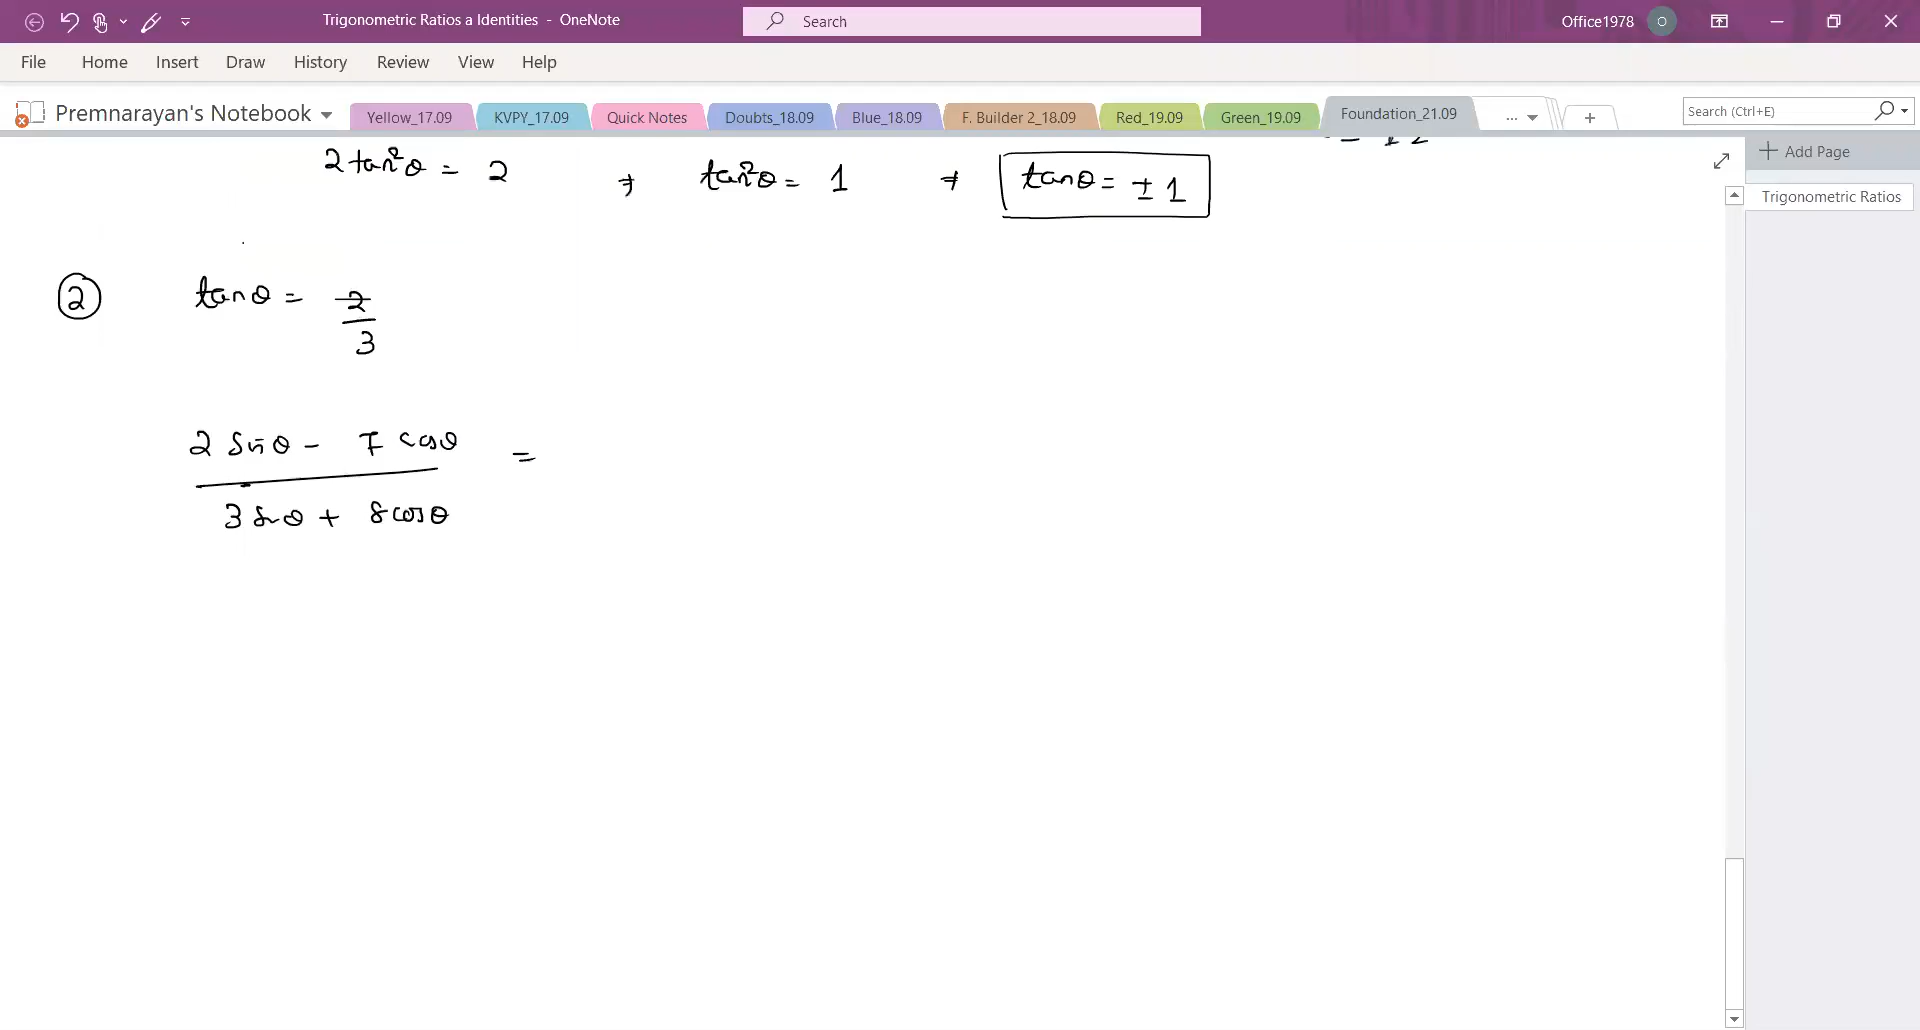 Trigonometric Ratios a Identities - OneNote
Search
Office1978
O
File Home Insert Draw History Review View Help
Premnarayan's Notebook
Yellow_17.09
KVPY_17.09
Quick Notes
Doubts_18.09
Blue_18.09
F. Builder 2_18.09
Red_19.09
Green_19.09
Foundation_21.09
...
+
Search (Ctrl+E)
Add Page
Trigonometric Ratios
2 tan²θ = 2 ⇒ tan²θ = 1 ⇒ tanθ = ± 1
② tanθ = 2
3
2 sinθ - 7 cosθ =
3 sinθ + 8 cosθ